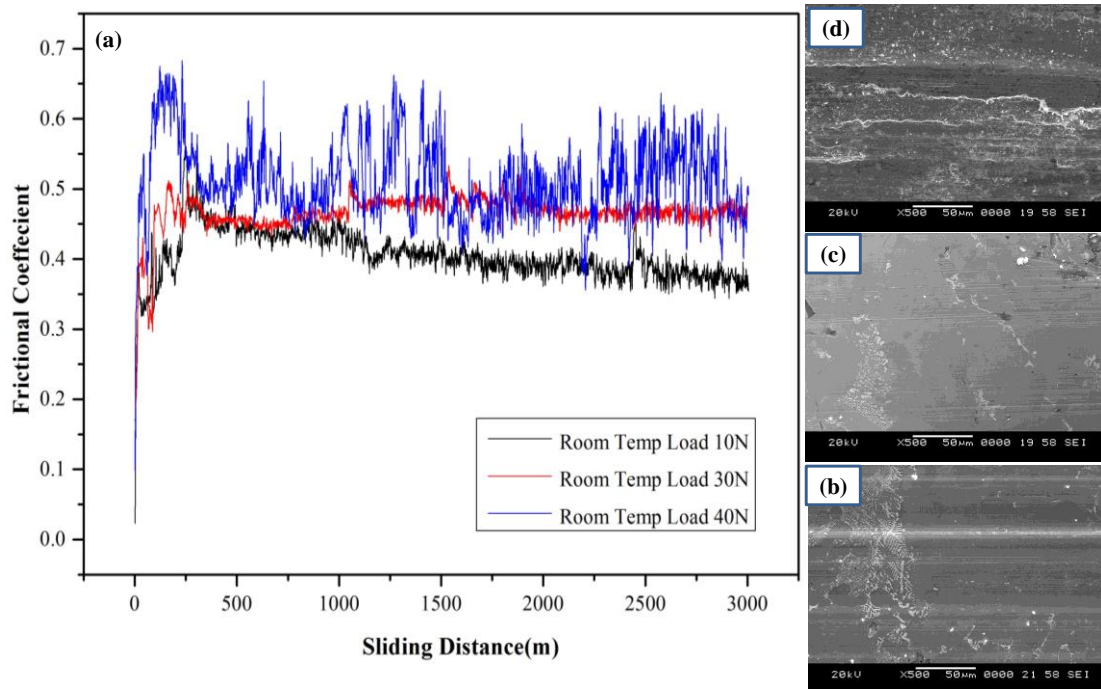 (a)
0.7
0.6
0.5
0.4
0.3
0.2
0.1
0.0
Frictional Coeffecient
0 500 1000 1500 2000 2500 3000
Sliding Distance(m)
Room Temp Load 10N
Room Temp Load 30N
Room Temp Load 40N
(d)
20kV X500 50µm 0000 19 58 SEI
(c)
20kV X500 50µm 0000 19 58 SEI
(b)
20kV X500 50µm 0000 21 58 SEI